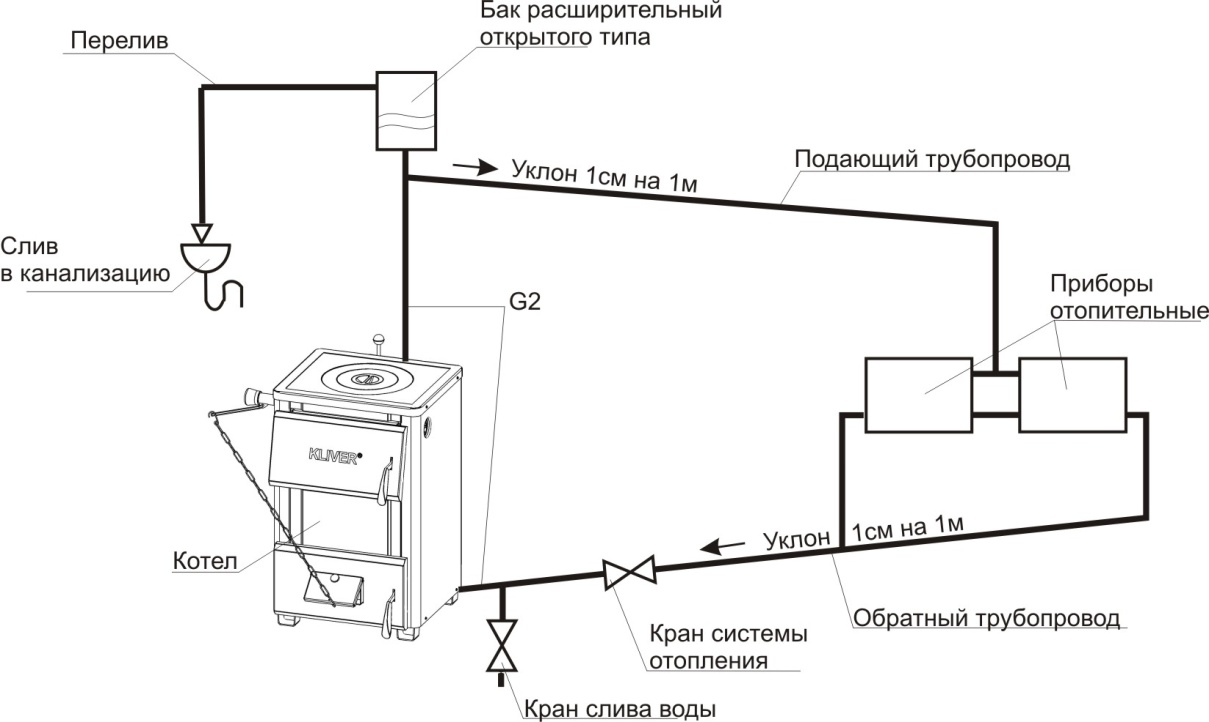 Бак расширительный
открытого типа
Перелив
Подающий трубопровод
Уклон 1см на 1м
Слив
в канализацию
Приборы
отопительные
G2
KLIVER
Котел
Уклон 1см на 1м
Обратный трубопровод
Кран системы
отопления
Кран слива воды